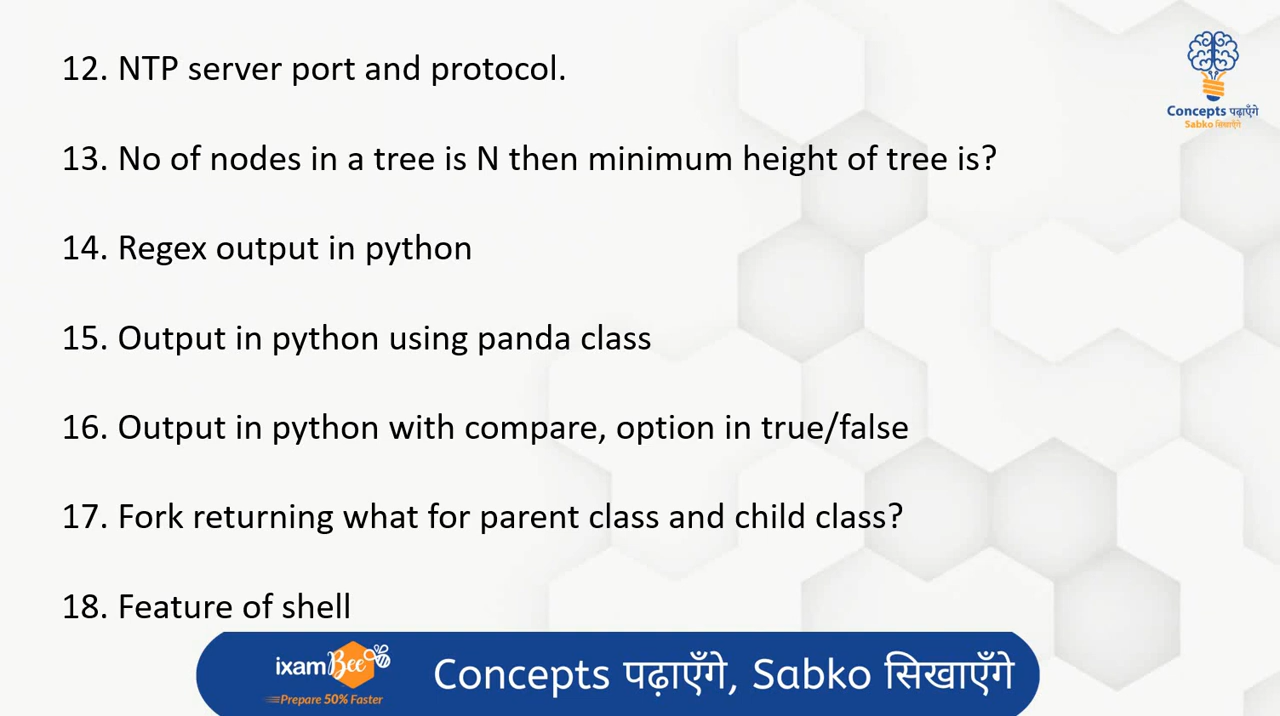 12. NTP server port and protocol.
Concepts पढ़ाएँगे
Sabko सिखाएँगे
13. No of nodes in a tree is N then minimum height of tree is?
14. Regex output in python
15. Output in python using panda class
16. Output in python with compare, option in true/false
17. Fork returning what for parent class and child class?
18. Feature of shell
ixamBee
Prepare 50% Faster
Concepts पढ़ाएँगे, Sabko सिखाएँगे